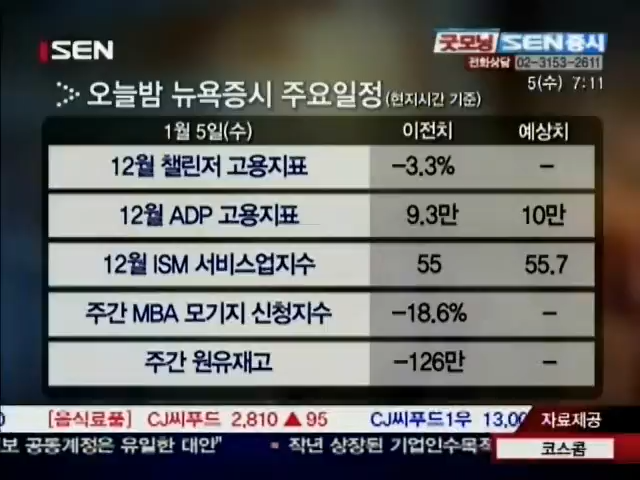 SEN
굿모닝 SEN증시
전화상담 02-3153-2611
5(수) 7:11
오늘밤 뉴욕증시 주요일정(현지시간 기준)
1월 5일(수) 이전치 예상치
12월 챌린저 고용지표 -3.3% -
12월 ADP 고용지표 9.3만 10만
12월 ISM 서비스업지수 55 55.7
주간 MBA 모기지 신청지수 -18.6% -
주간 원유재고 -126만 -
[음식료품] CJ씨푸드 2,810 ▲95 CJ씨푸드1우 13,00
자료제공
보 공동계정은 유일한 대안" ▪ 작년 상장된 기업인수목적
코스콤